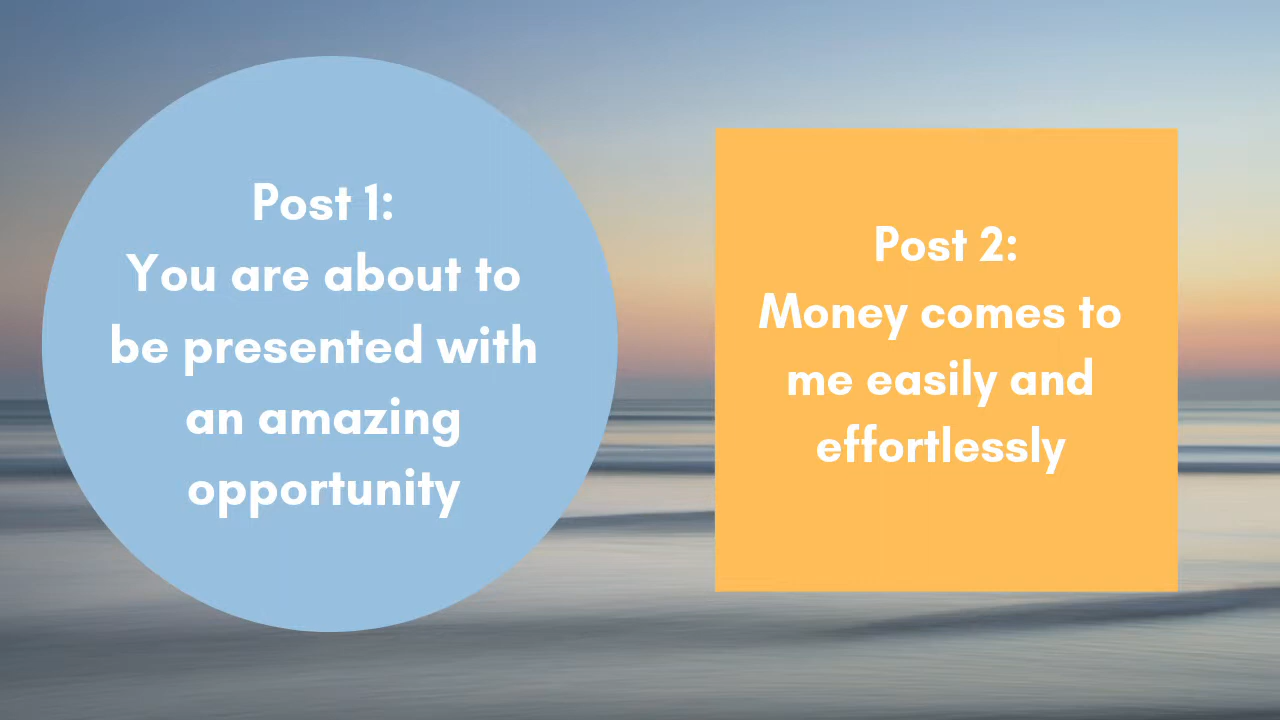 Post 1:
You are about to
be presented with
an amazing
opportunity
Post 2:
Money comes to
me easily and
effortlessly